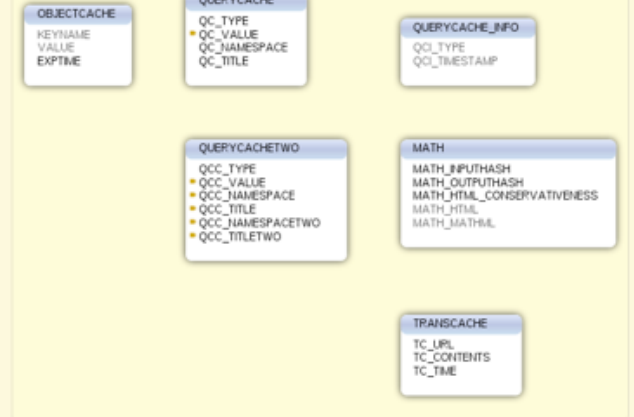 OBJECTCACHE
KEYNAME
VALUE
EXPTIME
QUERYCACHE
QC_TYPE
QC_VALUE
QC_NAMESPACE
QC_TITLE
QUERYCACHE_INFO
QCI_TYPE
QCI_TIMESTAMP
QUERYCACHETWO
QCC_TYPE
QCC_VALUE
QCC_NAMESPACE
QCC_TITLE
QCC_NAMESPACETWO
QCC_TITLETWO
MATH
MATH_INPUTHASH
MATH_OUTPUTHASH
MATH_HTML_CONSERVATIVENESS
MATH_HTML
MATH_MATHML
TRANSCACHE
TC_URL
TC_CONTENTS
TC_TIME